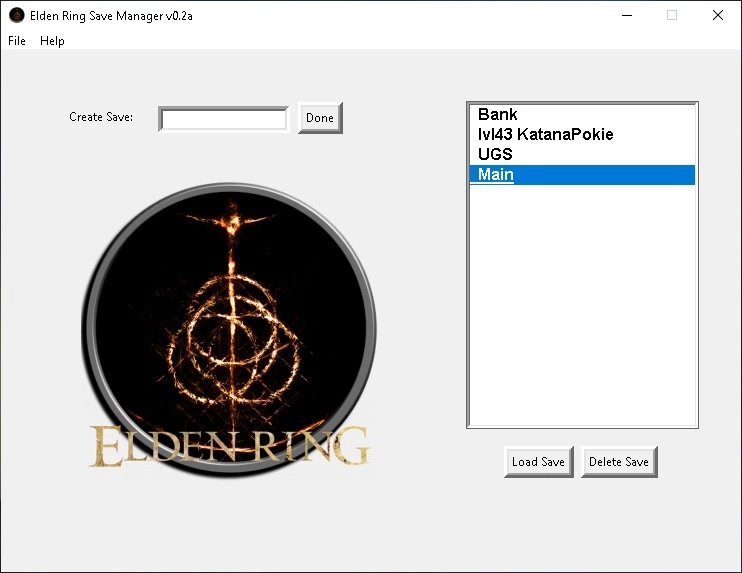 Elden Ring Save Manager v0.2a
File Help
Create Save:
Done
Bank
lvl43 KatanaPokie
UGS
Main
ELDEN RING
Load Save
Delete Save